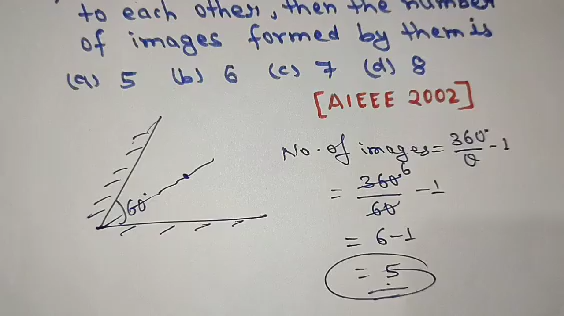 to each other, then the number
of images formed by them is
(a) 5 (b) 6 (c) 7 (d) 8
[AIEEE 2002]
No. of images = 360°/θ - 1
= 360°/60° - 1
6
= 6 - 1
= 5
60°